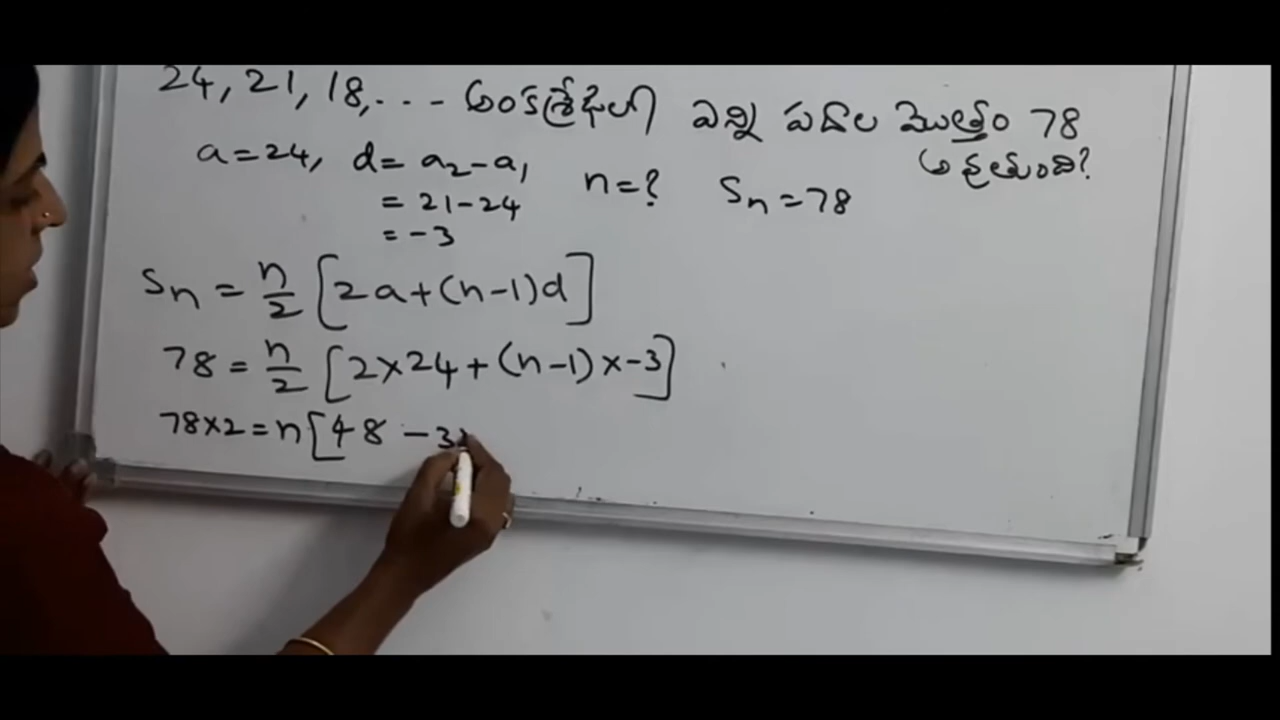 24, 21, 18, ... అంకశ్రేఢిలో ఎన్ని పదాల మొత్తం 78
అవుతుంది?
a=24, d= a₂-a₁
= 21-24
= -3
n=? Sn=78
Sn = n/2 [2a+(n-1)d]
78 = n/2 [2×24+(n-1)×-3]
78×2=n[48 -3